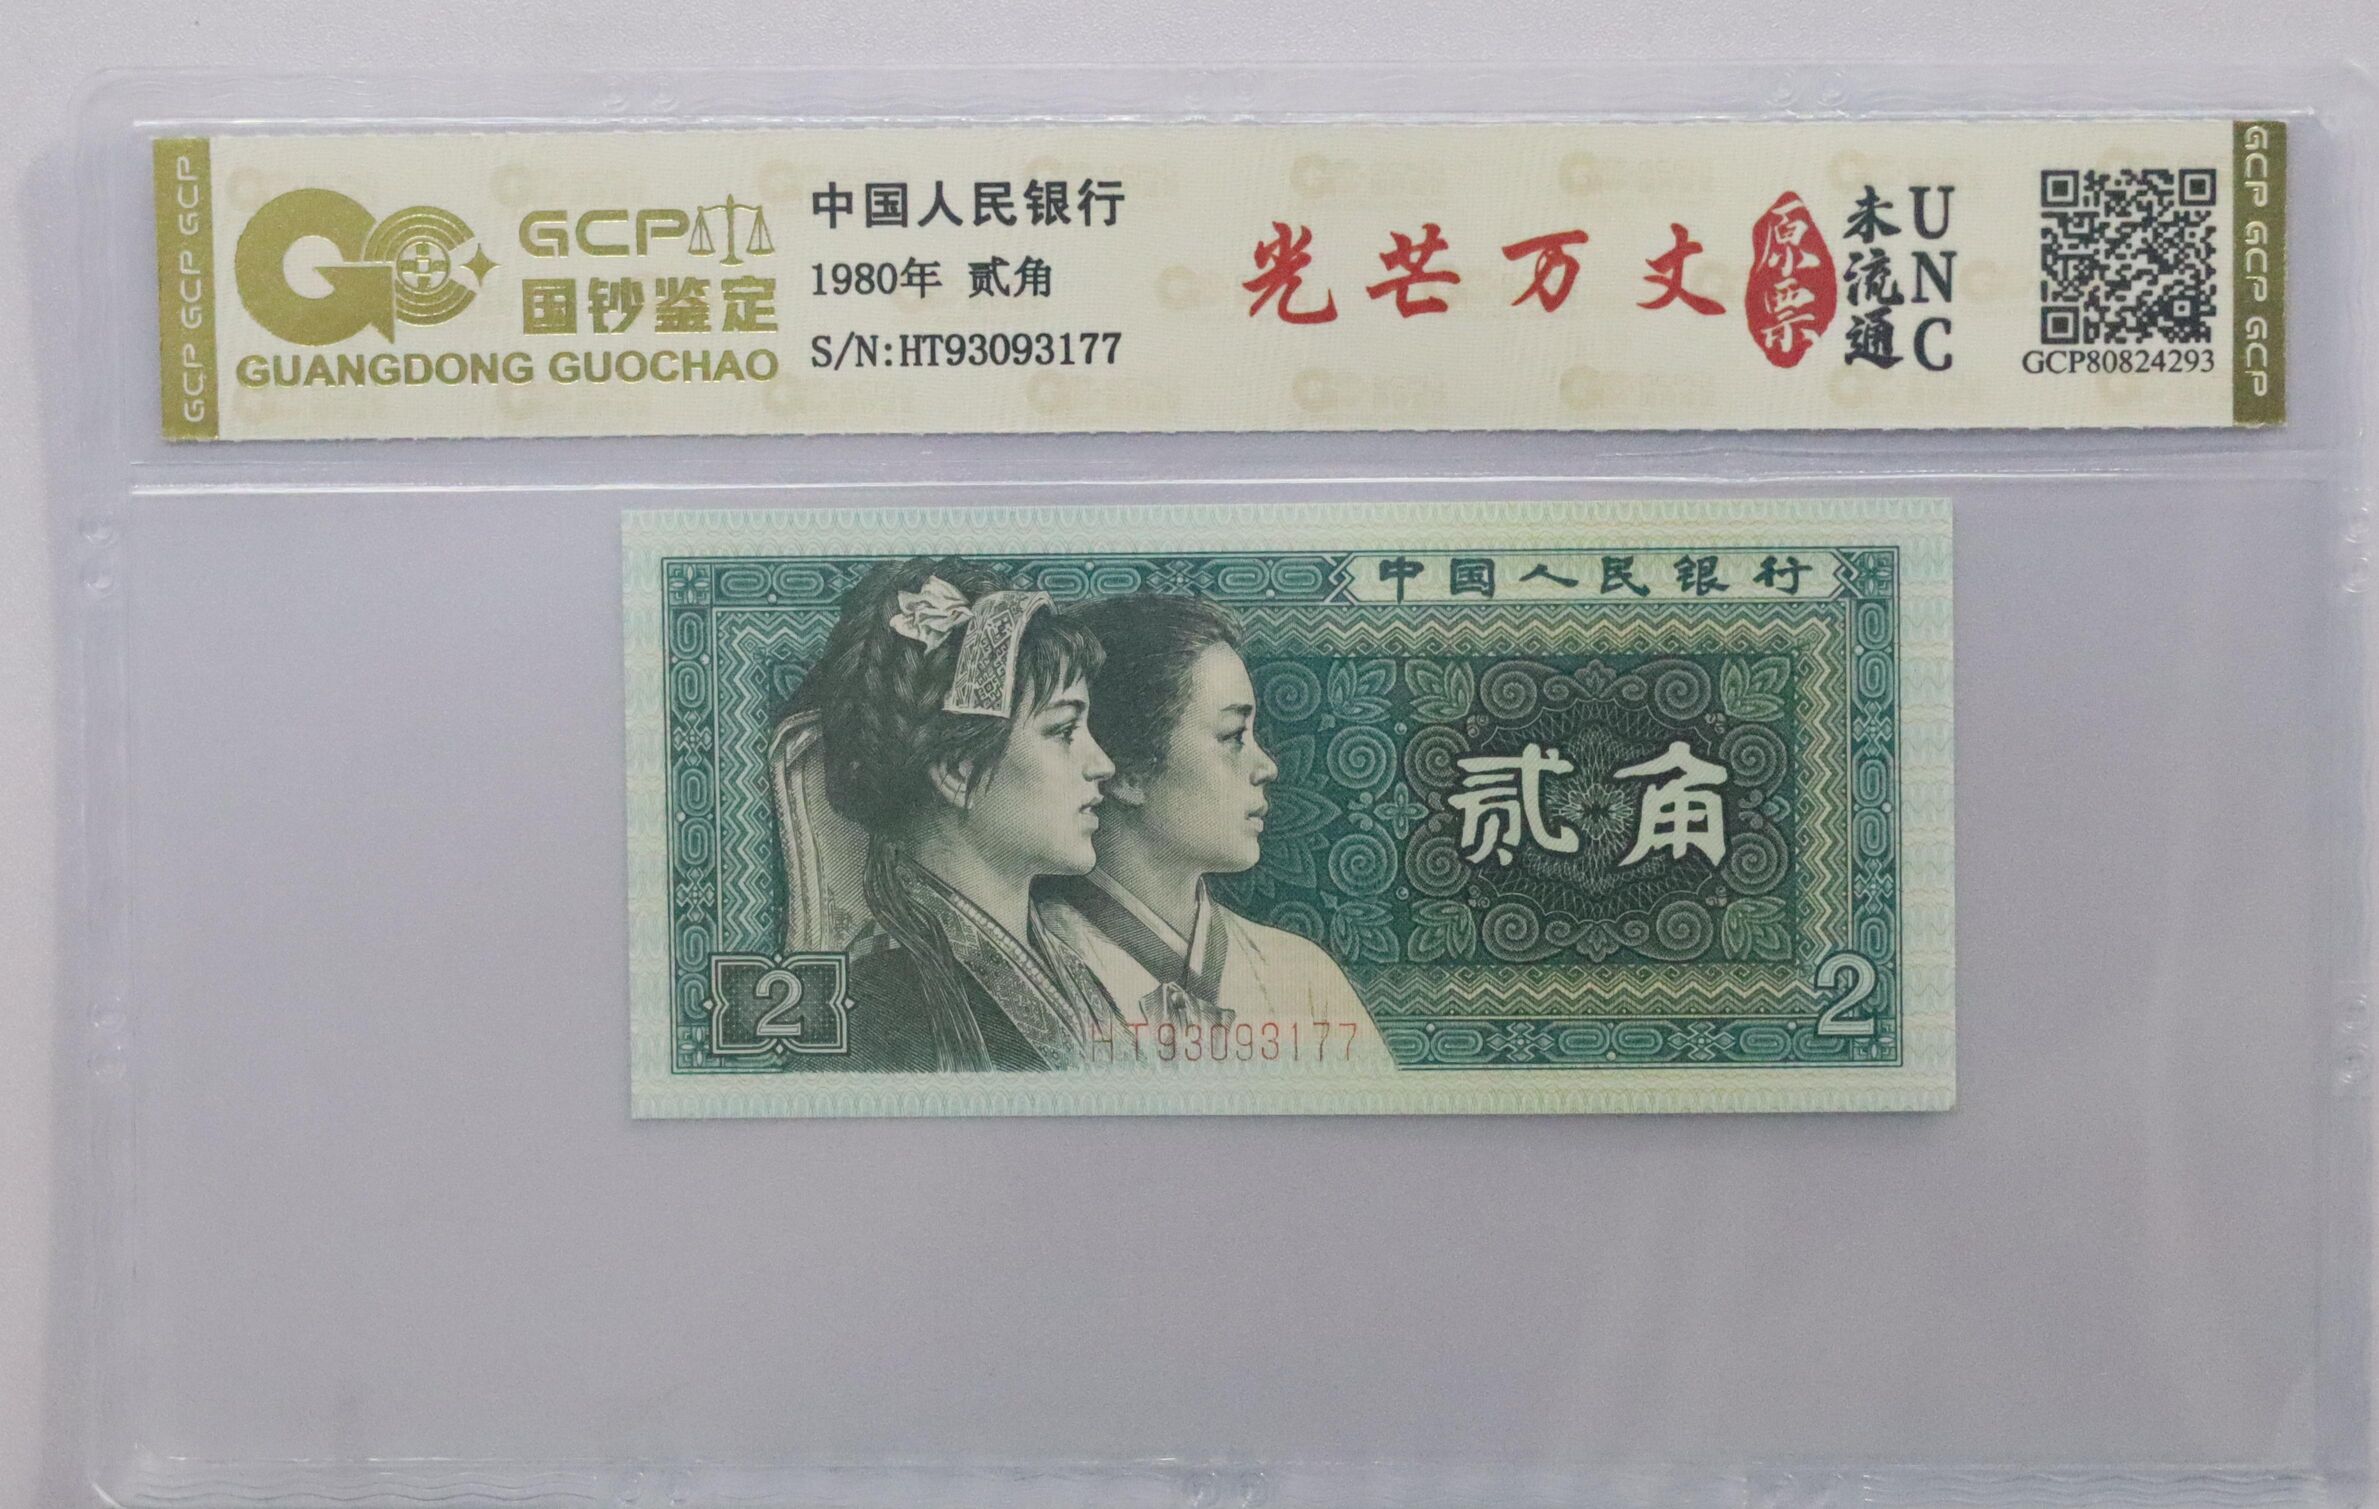 GCP GCP GCP
GCP
国钞鉴定
GUANGDONG GUOCHAO
中国人民银行
1980年 贰角
S/N:HT93093177
光芒万丈
原票
未流通
UNC
GCP80824293
GCP GCP GCP
中国人民银行
贰角
2
2
HT93093177